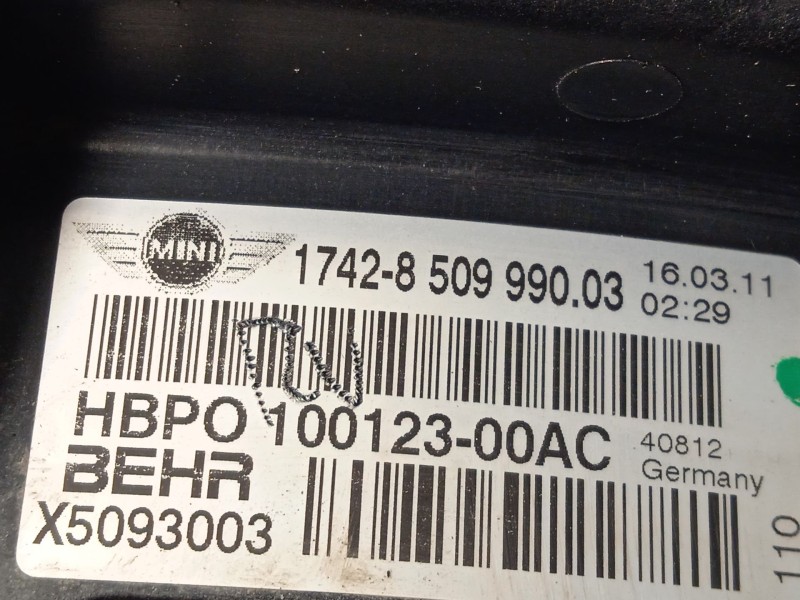 MINI
1742-8 509 990.03
16.03.11
02:29
HBPO 100123-00AC
40812
Germany
BEHR
X5093003
110